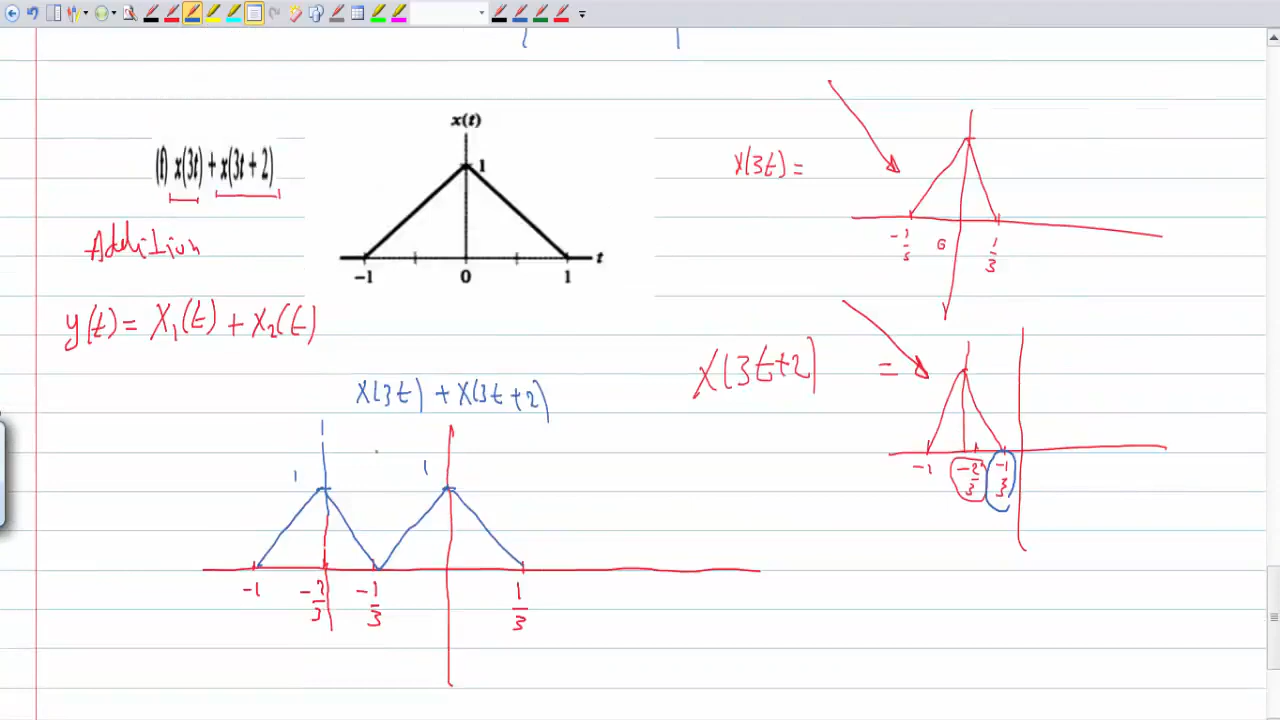 (f) x(3t) + x(3t + 2)
Addition
y(t) = x₁(t) + x₂(t)
x(t)
1
-1 0 1 t
x(3t) =
-1/3 0 1/3
x(3t+2) =
-1 -2/3 -1/3
x(3t) + x(3t+2)
1 1
-1 -2/3 -1/3 1/3